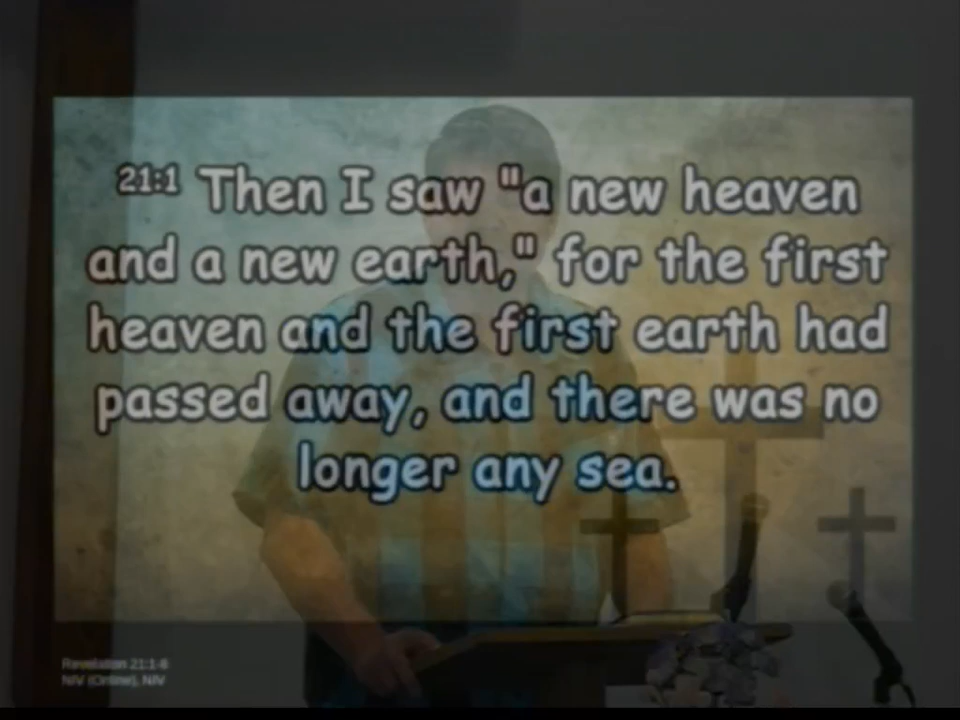 21:1 Then I saw "a new heaven
and a new earth," for the first
heaven and the first earth had
passed away, and there was no
longer any sea.
Revelation 21:1-8
NIV (Online), NIV